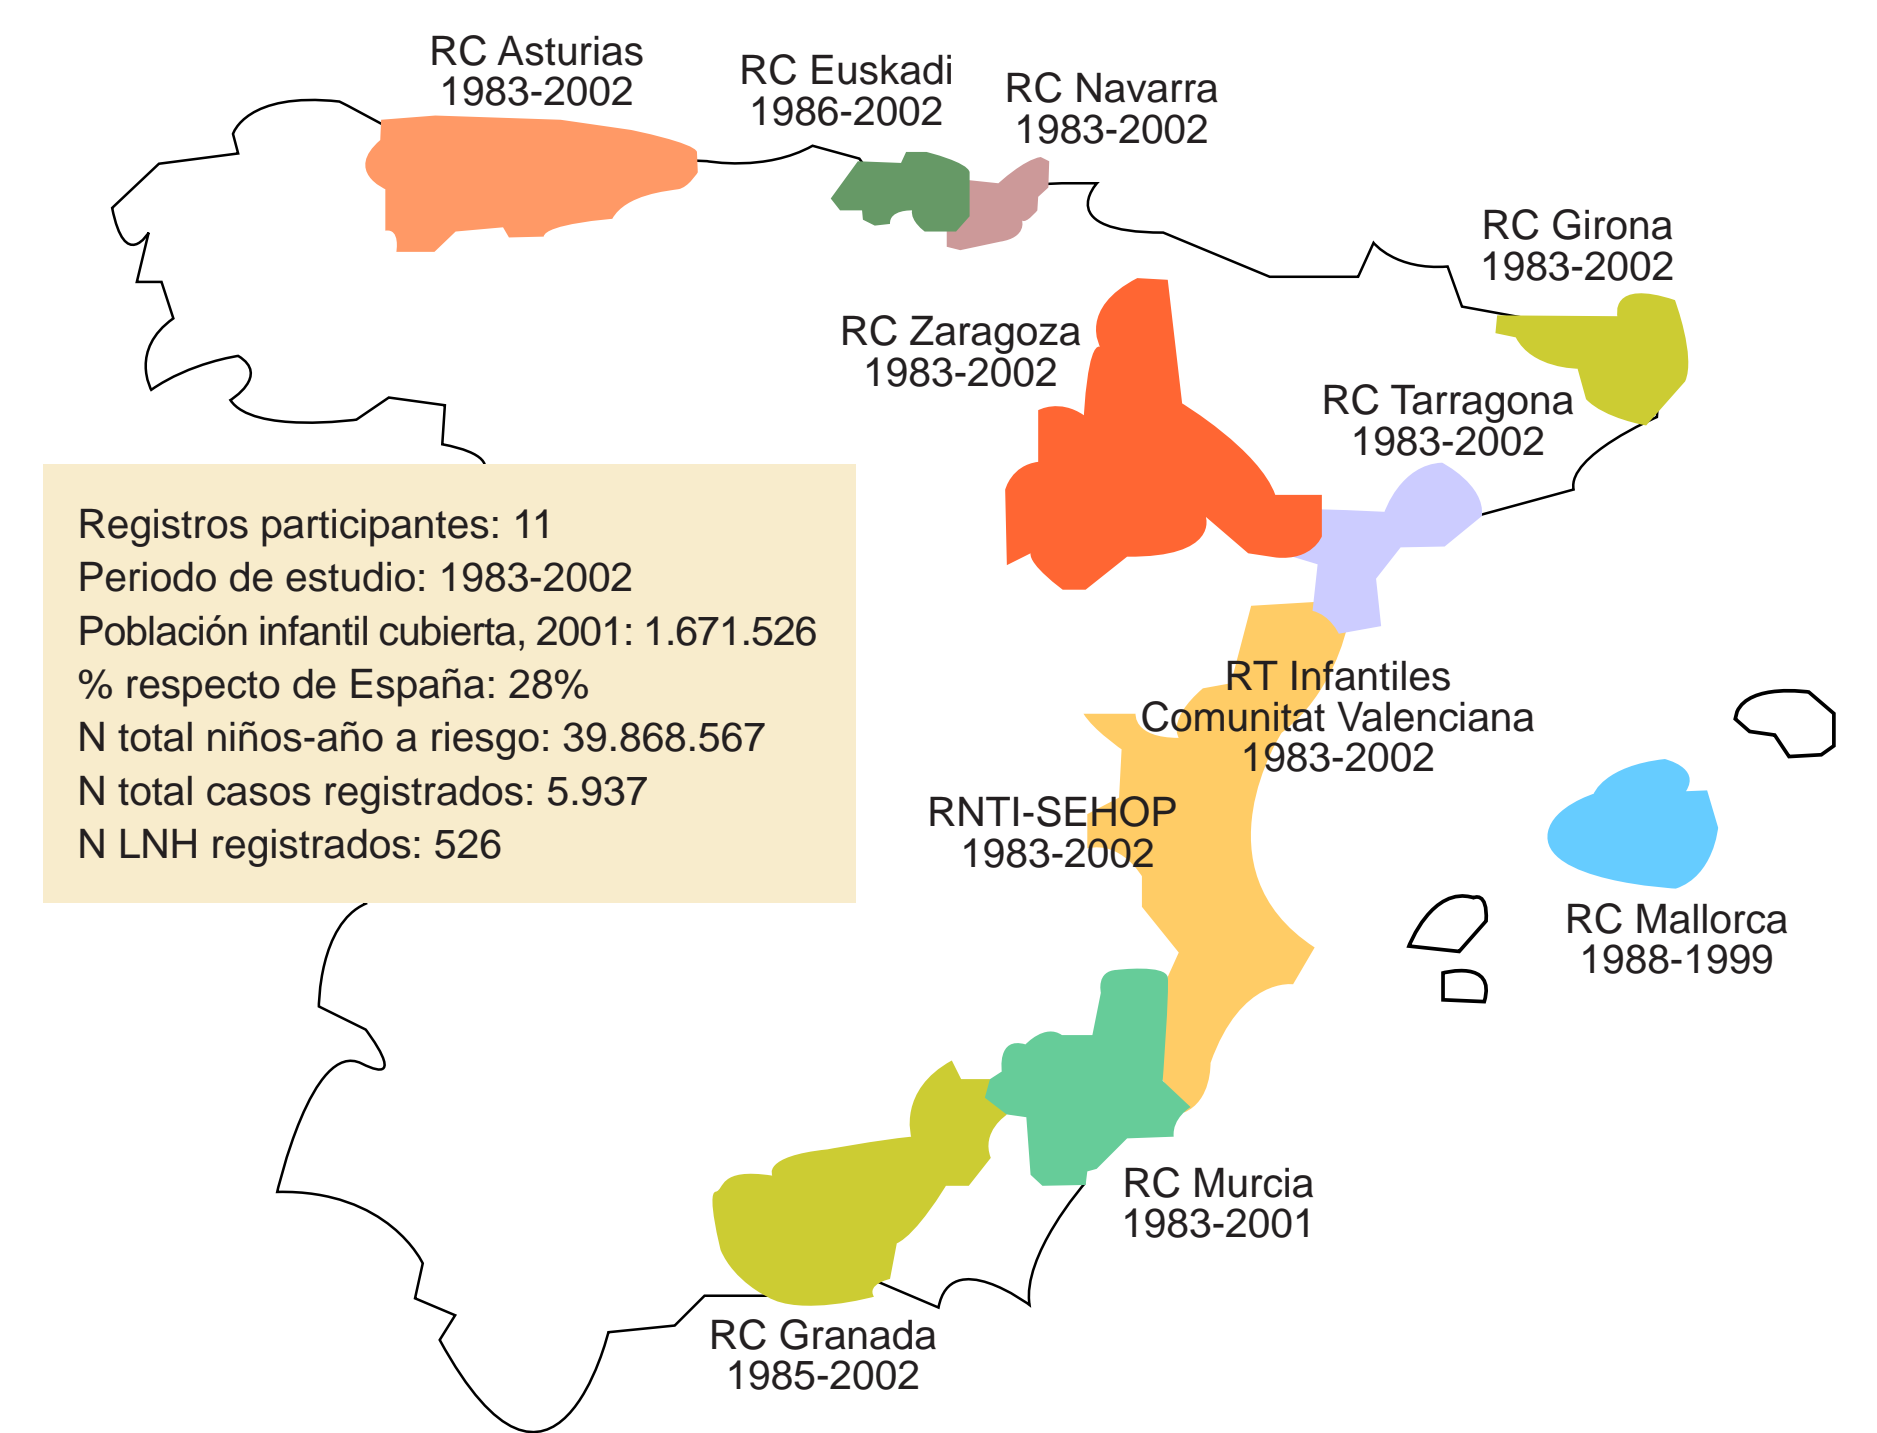 RC Asturias
1983-2002
RC Euskadi
1986-2002
RC Navarra
1983-2002
RC Girona
1983-2002
RC Zaragoza
1983-2002
RC Tarragona
1983-2002
Registros participantes: 11
Periodo de estudio: 1983-2002
Población infantil cubierta, 2001: 1.671.526
% respecto de España: 28%
N total niños-año a riesgo: 39.868.567
N total casos registrados: 5.937
N LNH registrados: 526
RT Infantiles
Comunitat Valenciana
1983-2002
RNTI-SEHOP
1983-2002
RC Mallorca
1988-1999
RC Murcia
1983-2001
RC Granada
1985-2002